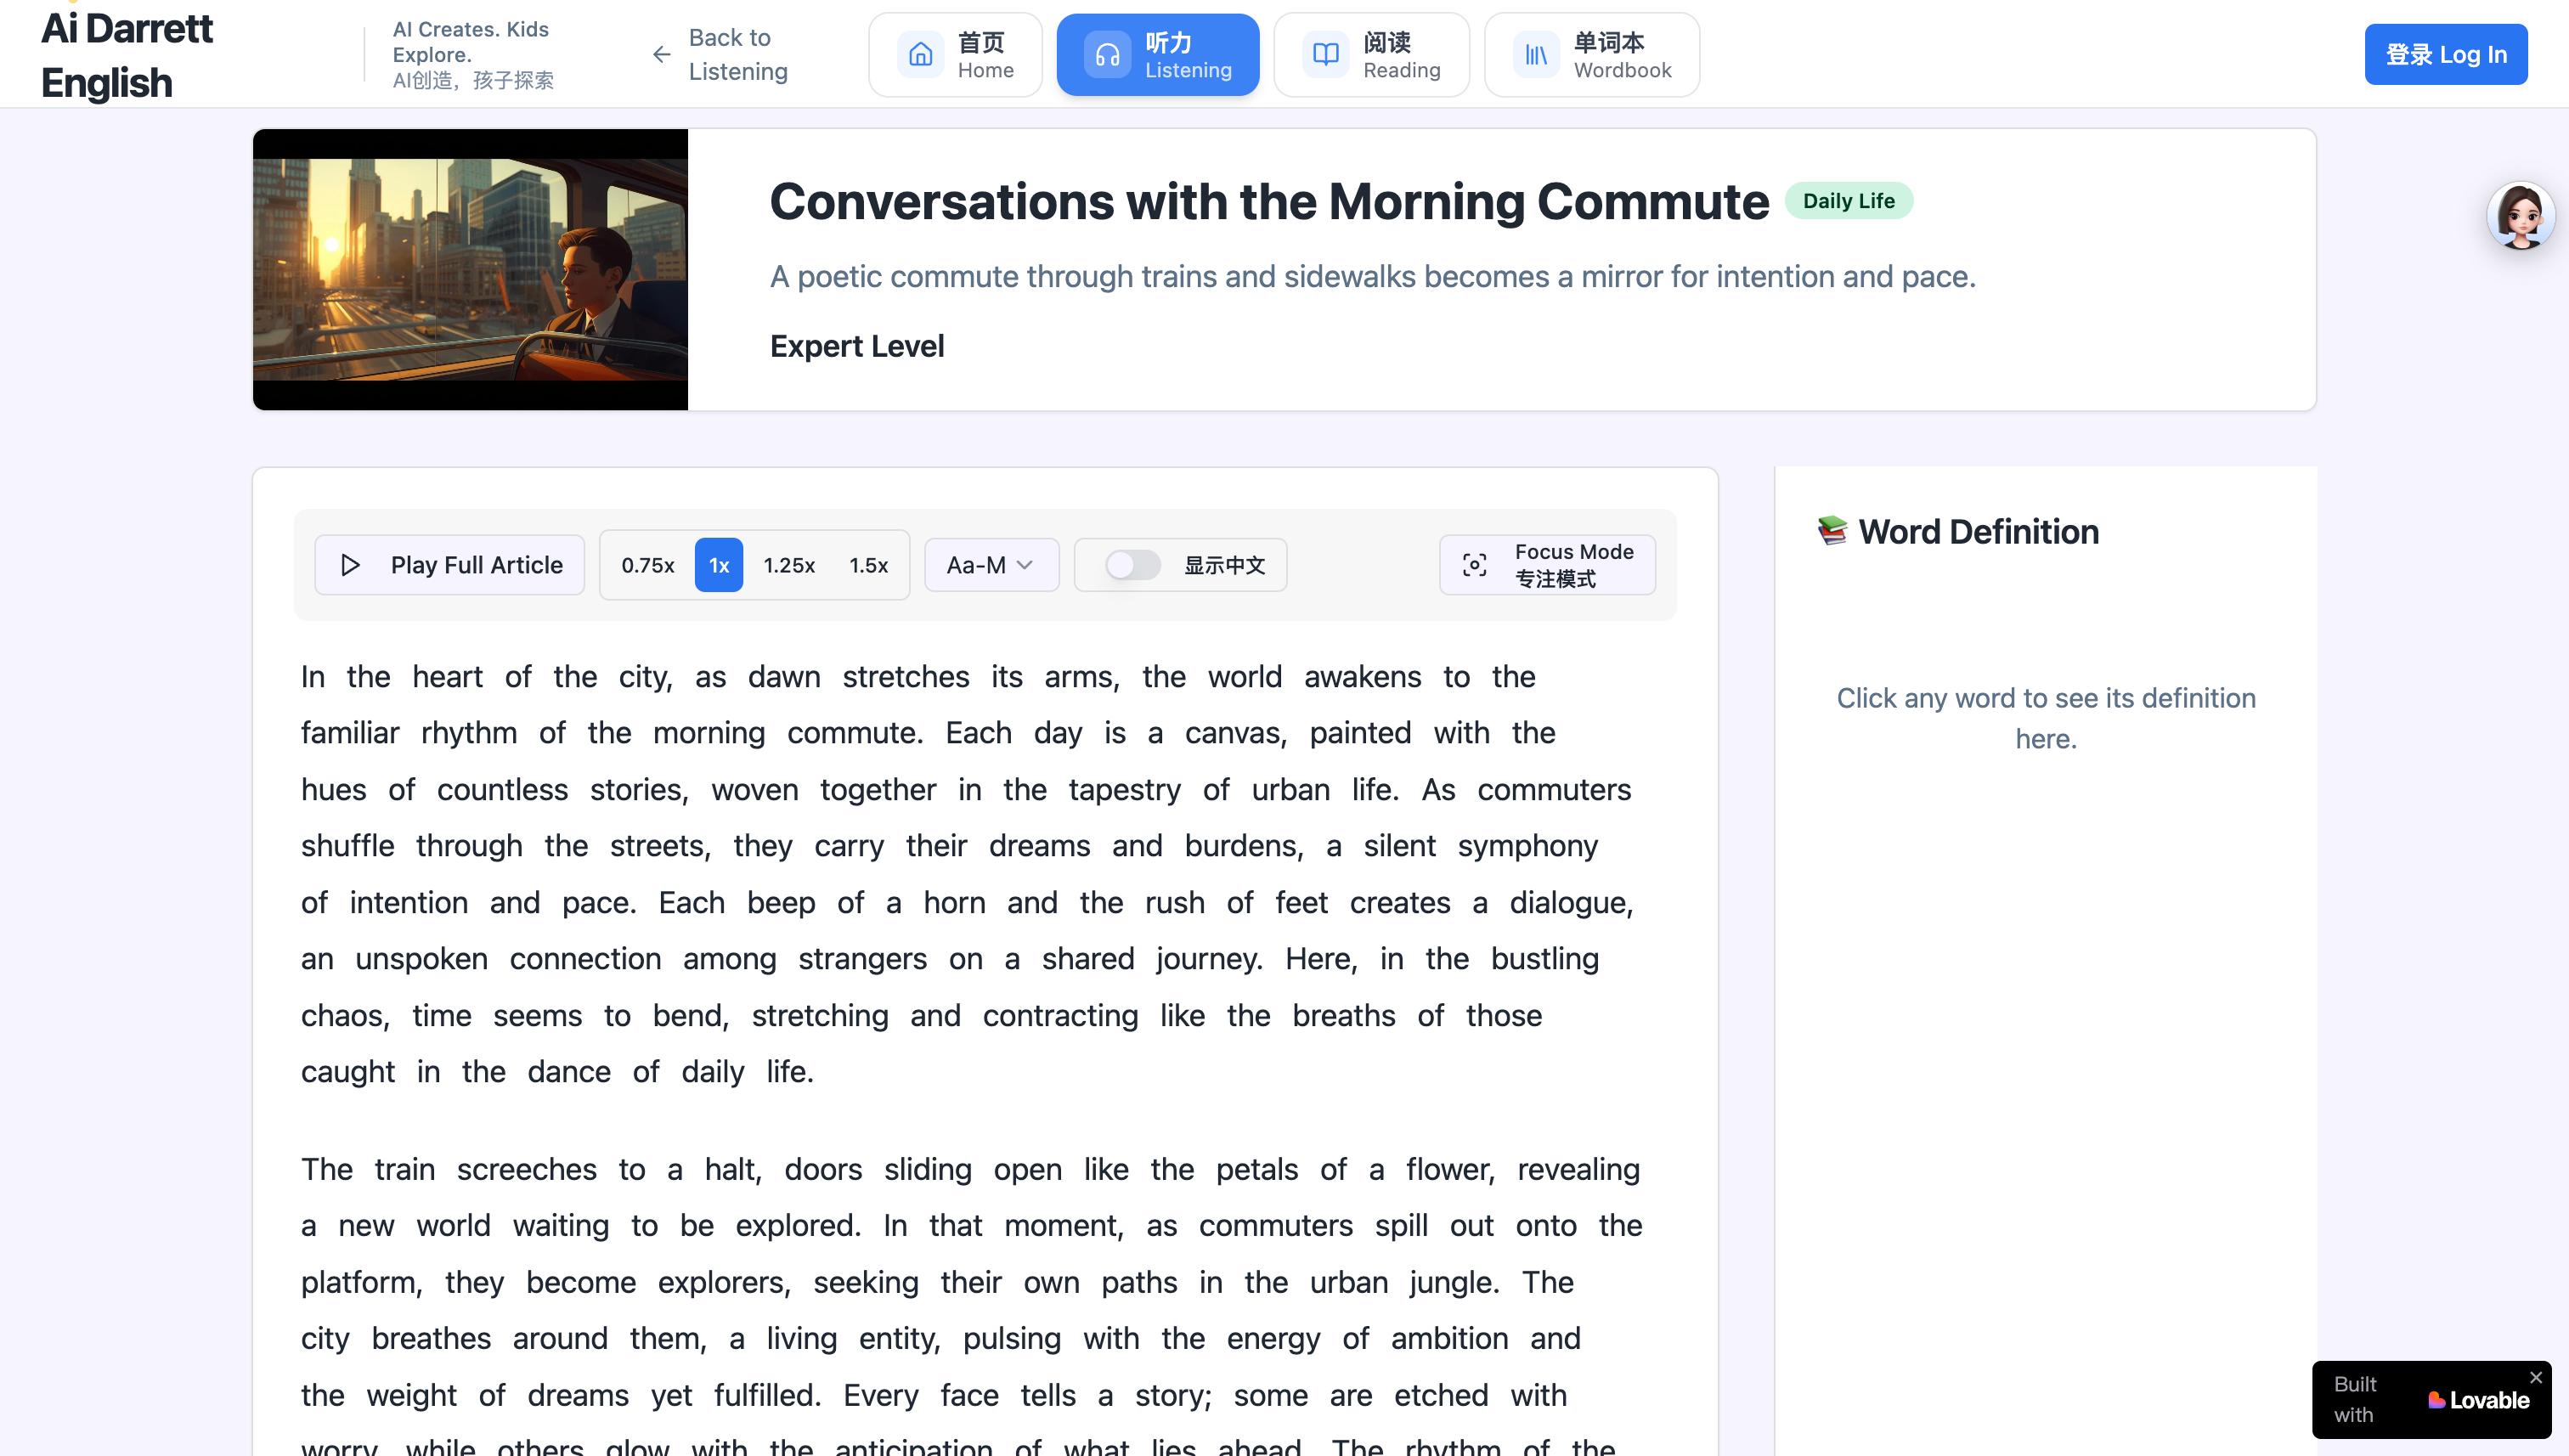 Ai Darrett
English
AI Creates. Kids
Explore.
AI创造，孩子探索
Back to
Listening
首页
Home
听力
Listening
阅读
Reading
单词本
Wordbook
登录 Log In
Conversations with the Morning Commute
Daily Life
A poetic commute through trains and sidewalks becomes a mirror for intention and pace.
Expert Level
Play Full Article
0.75x
1x
1.25x
1.5x
Aa-M
显示中文
Focus Mode
专注模式
In the heart of the city, as dawn stretches its arms, the world awakens to the
familiar rhythm of the morning commute. Each day is a canvas, painted with the
hues of countless stories, woven together in the tapestry of urban life. As commuters
shuffle through the streets, they carry their dreams and burdens, a silent symphony
of intention and pace. Each beep of a horn and the rush of feet creates a dialogue,
an unspoken connection among strangers on a shared journey. Here, in the bustling
chaos, time seems to bend, stretching and contracting like the breaths of those
caught in the dance of daily life.
The train screeches to a halt, doors sliding open like the petals of a flower, revealing
a new world waiting to be explored. In that moment, as commuters spill out onto the
platform, they become explorers, seeking their own paths in the urban jungle. The
city breathes around them, a living entity, pulsing with the energy of ambition and
the weight of dreams yet fulfilled. Every face tells a story; some are etched with
worry, while others glow with the anticipation of what lies ahead. The rhythm of the
📚 Word Definition
Click any word to see its definition
here.
Built
with
Lovable